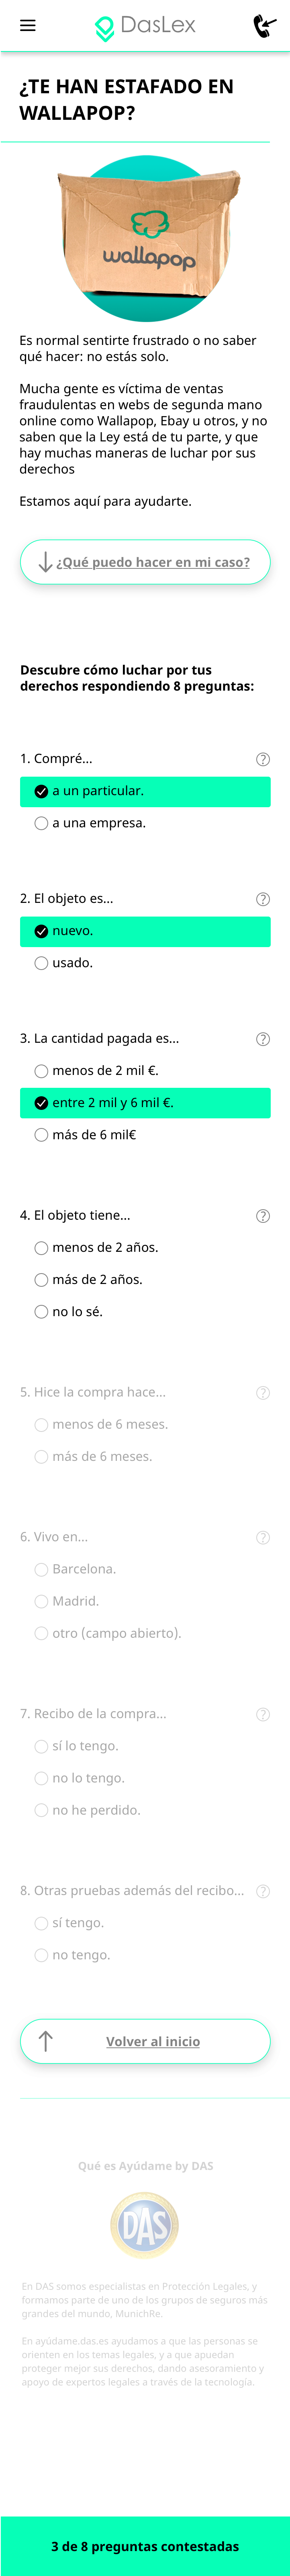 DasLex
¿TE HAN ESTAFADO EN
WALLAPOP?
wallapop
Es normal sentirte frustrado o no saber
qué hacer: no estás solo.
Mucha gente es víctima de ventas
fraudulentas en webs de segunda mano
online como Wallapop, Ebay u otros, y no
saben que la Ley está de tu parte, y que
hay muchas maneras de luchar por sus
derechos
Estamos aquí para ayudarte.
¿Qué puedo hacer en mi caso?
Descubre cómo luchar por tus
derechos respondiendo 8 preguntas:
1. Compré... ?
a un particular.
a una empresa.
2. El objeto es... ?
nuevo.
usado.
3. La cantidad pagada es... ?
menos de 2 mil €.
entre 2 mil y 6 mil €.
más de 6 mil€
4. El objeto tiene... ?
menos de 2 años.
más de 2 años.
no lo sé.
5. Hice la compra hace... ?
menos de 6 meses.
más de 6 meses.
6. Vivo en... ?
Barcelona.
Madrid.
otro (campo abierto).
7. Recibo de la compra... ?
sí lo tengo.
no lo tengo.
no he perdido.
8. Otras pruebas además del recibo... ?
sí tengo.
no tengo.
Volver al inicio
Qué es Ayúdame by DAS
DAS
En DAS somos especialistas en Protección Legales, y
formamos parte de uno de los grupos de seguros más
grandes del mundo, MunichRe.
En ayúdame.das.es ayudamos a que las personas se
orienten en los temas legales, y a que apuedan
proteger mejor sus derechos, dando asesoramiento y
apoyo de expertos legales a través de la tecnología.
3 de 8 preguntas contestadas